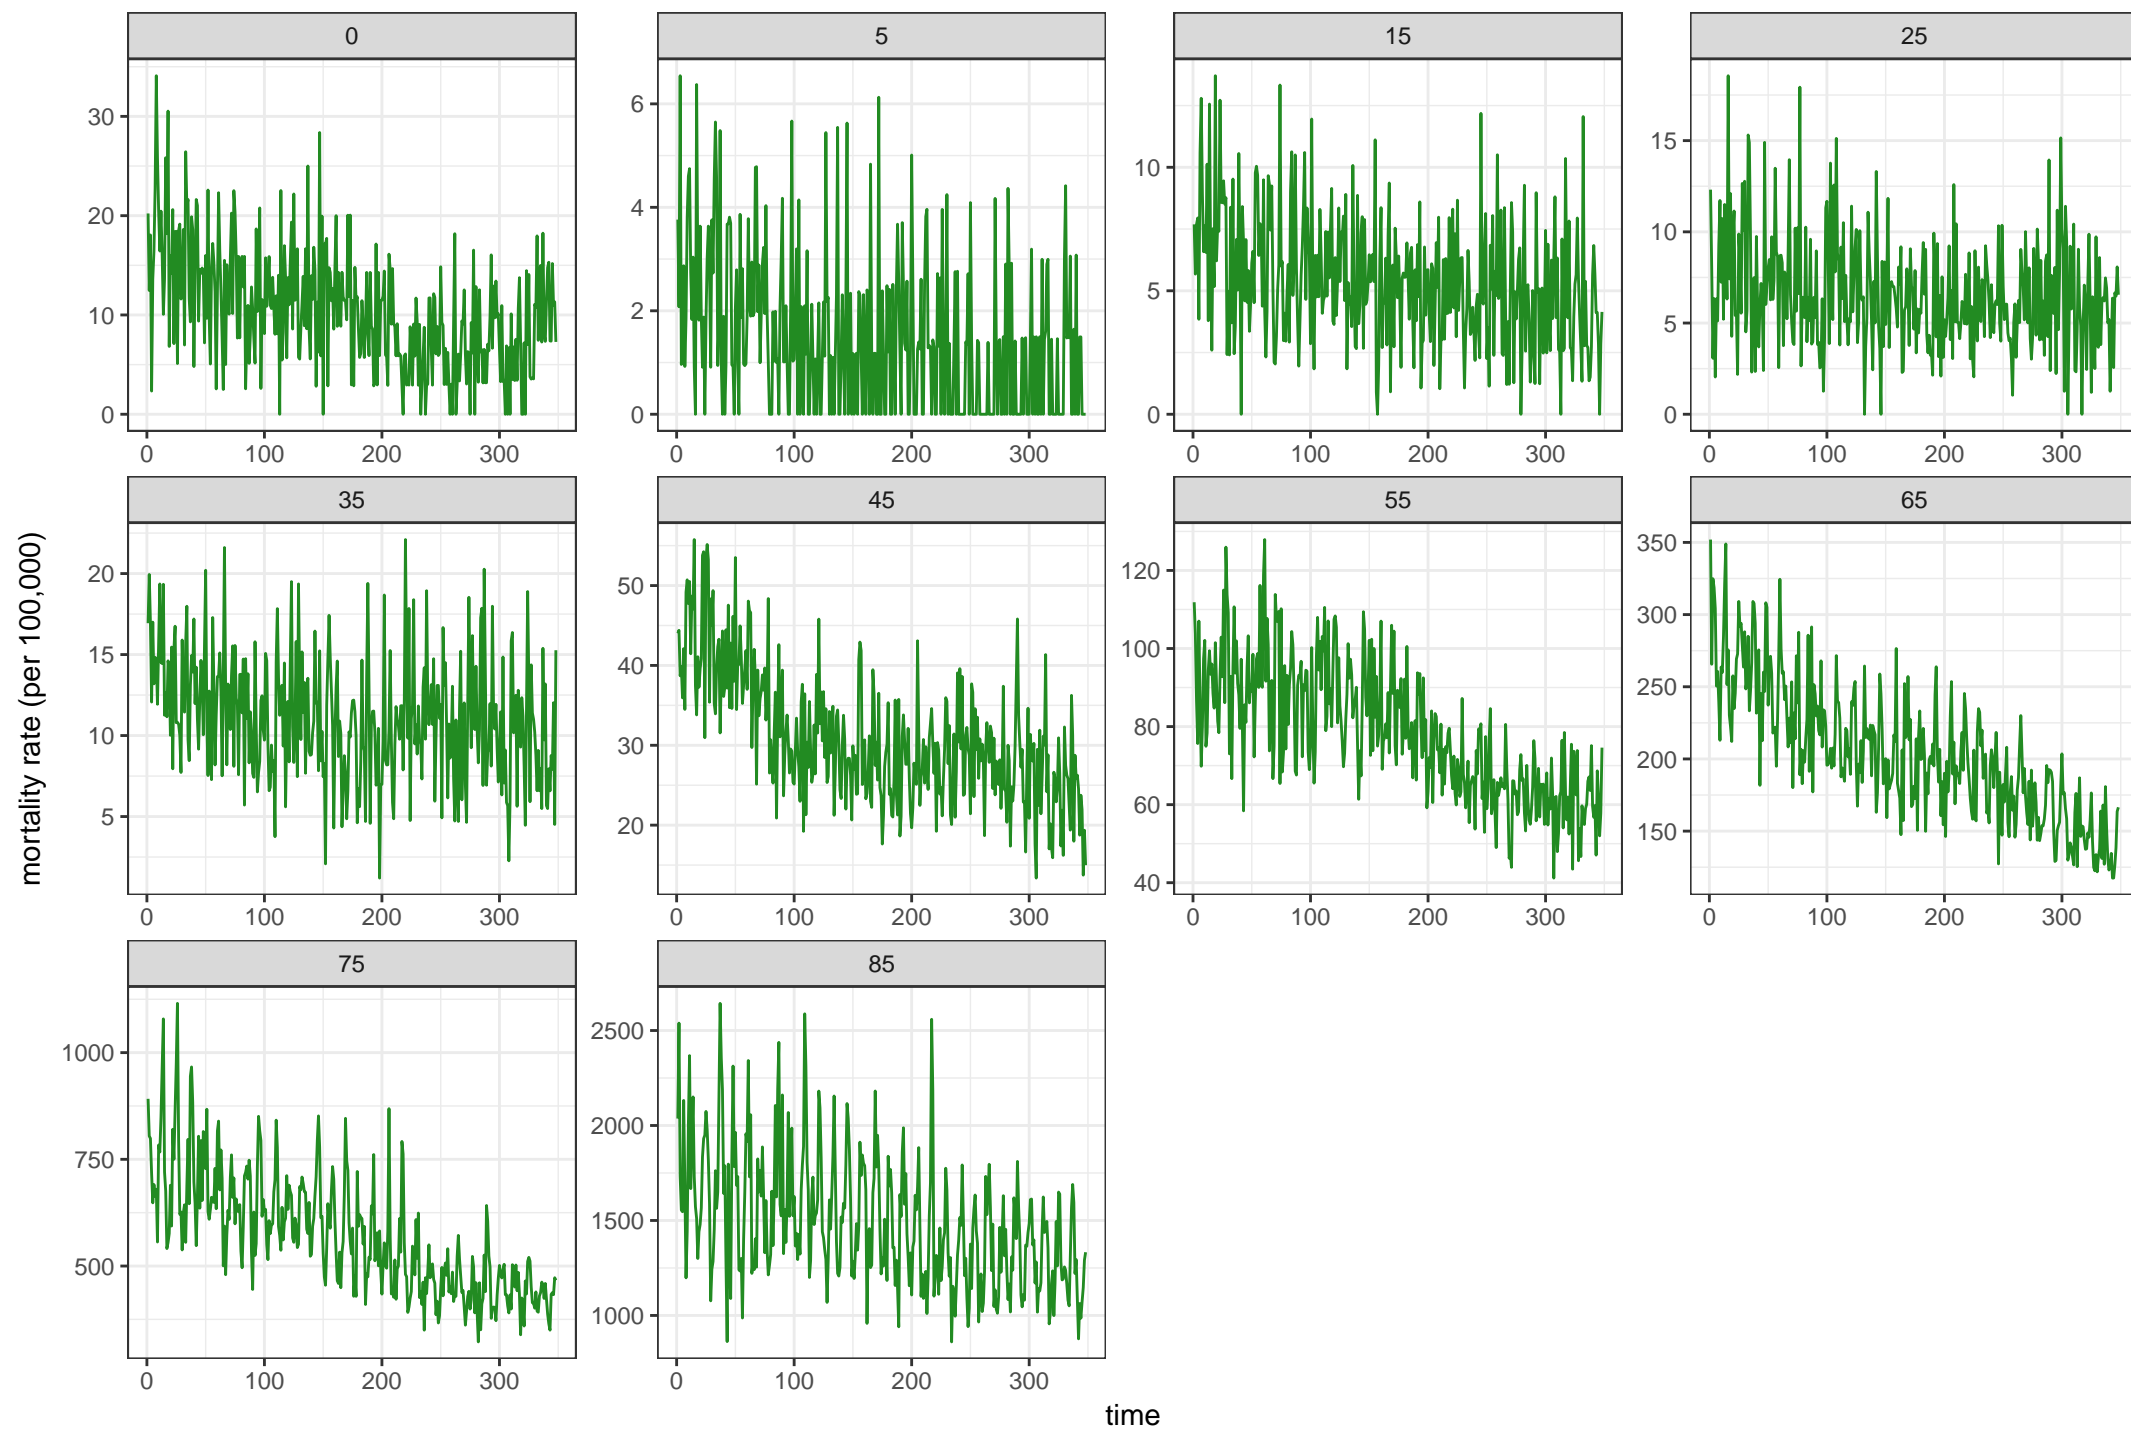 0 5 15 25
30 6 10 15
20 4 10
10 2 5 5
0 0 0 0
0 100 200 300 0 100 200 300 0 100 200 300 0 100 200 300
35 45 55 65
20 50 120 350
15 40 100 300
10 30 80 250
5 20 60 200
40 150
0 100 200 300 0 100 200 300 0 100 200 300 0 100 200 300
mortality rate (per 100,000)
75 85
1000 2500
750 2000
500 1500
1000
0 100 200 300 0 100 200 300
time